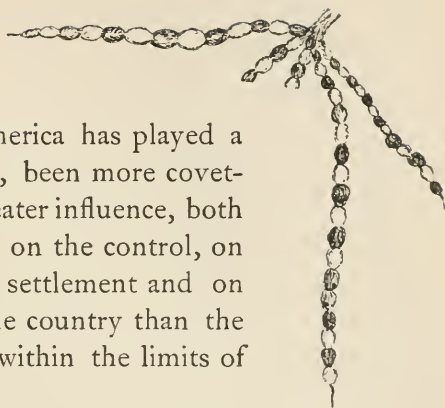 merica has played a
, been more covet-
eater influence, both
on the control, on
settlement and on
e country than the
within the limits of